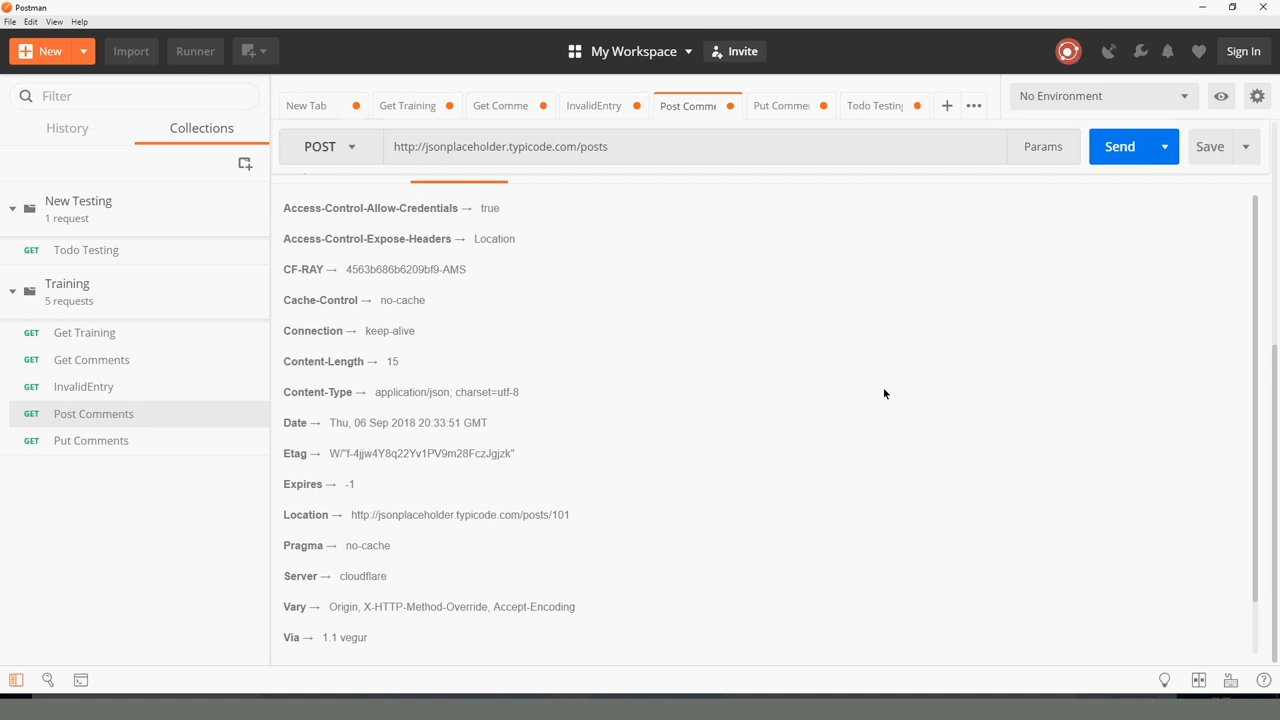 Postman
File Edit View Help
New Import Runner My Workspace Invite Sign In
Filter
History Collections
New Testing
1 request
GET Todo Testing
Training
5 requests
GET Get Training
GET Get Comments
GET InvalidEntry
GET Post Comments
GET Put Comments
New Tab Get Training Get Comme InvalidEntry Post Comme Put Commer Todo Testing + ••• No Environment
POST http://jsonplaceholder.typicode.com/posts Params Send Save
Access-Control-Allow-Credentials → true
Access-Control-Expose-Headers → Location
CF-RAY → 4563b686b6209bf9-AMS
Cache-Control → no-cache
Connection → keep-alive
Content-Length → 15
Content-Type → application/json; charset=utf-8
Date → Thu, 06 Sep 2018 20:33:51 GMT
Etag → W/"f-4jjw4Y8q22Yv1PV9m28FczJgjzk"
Expires → -1
Location → http://jsonplaceholder.typicode.com/posts/101
Pragma → no-cache
Server → cloudflare
Vary → Origin, X-HTTP-Method-Override, Accept-Encoding
Via → 1.1 vegur